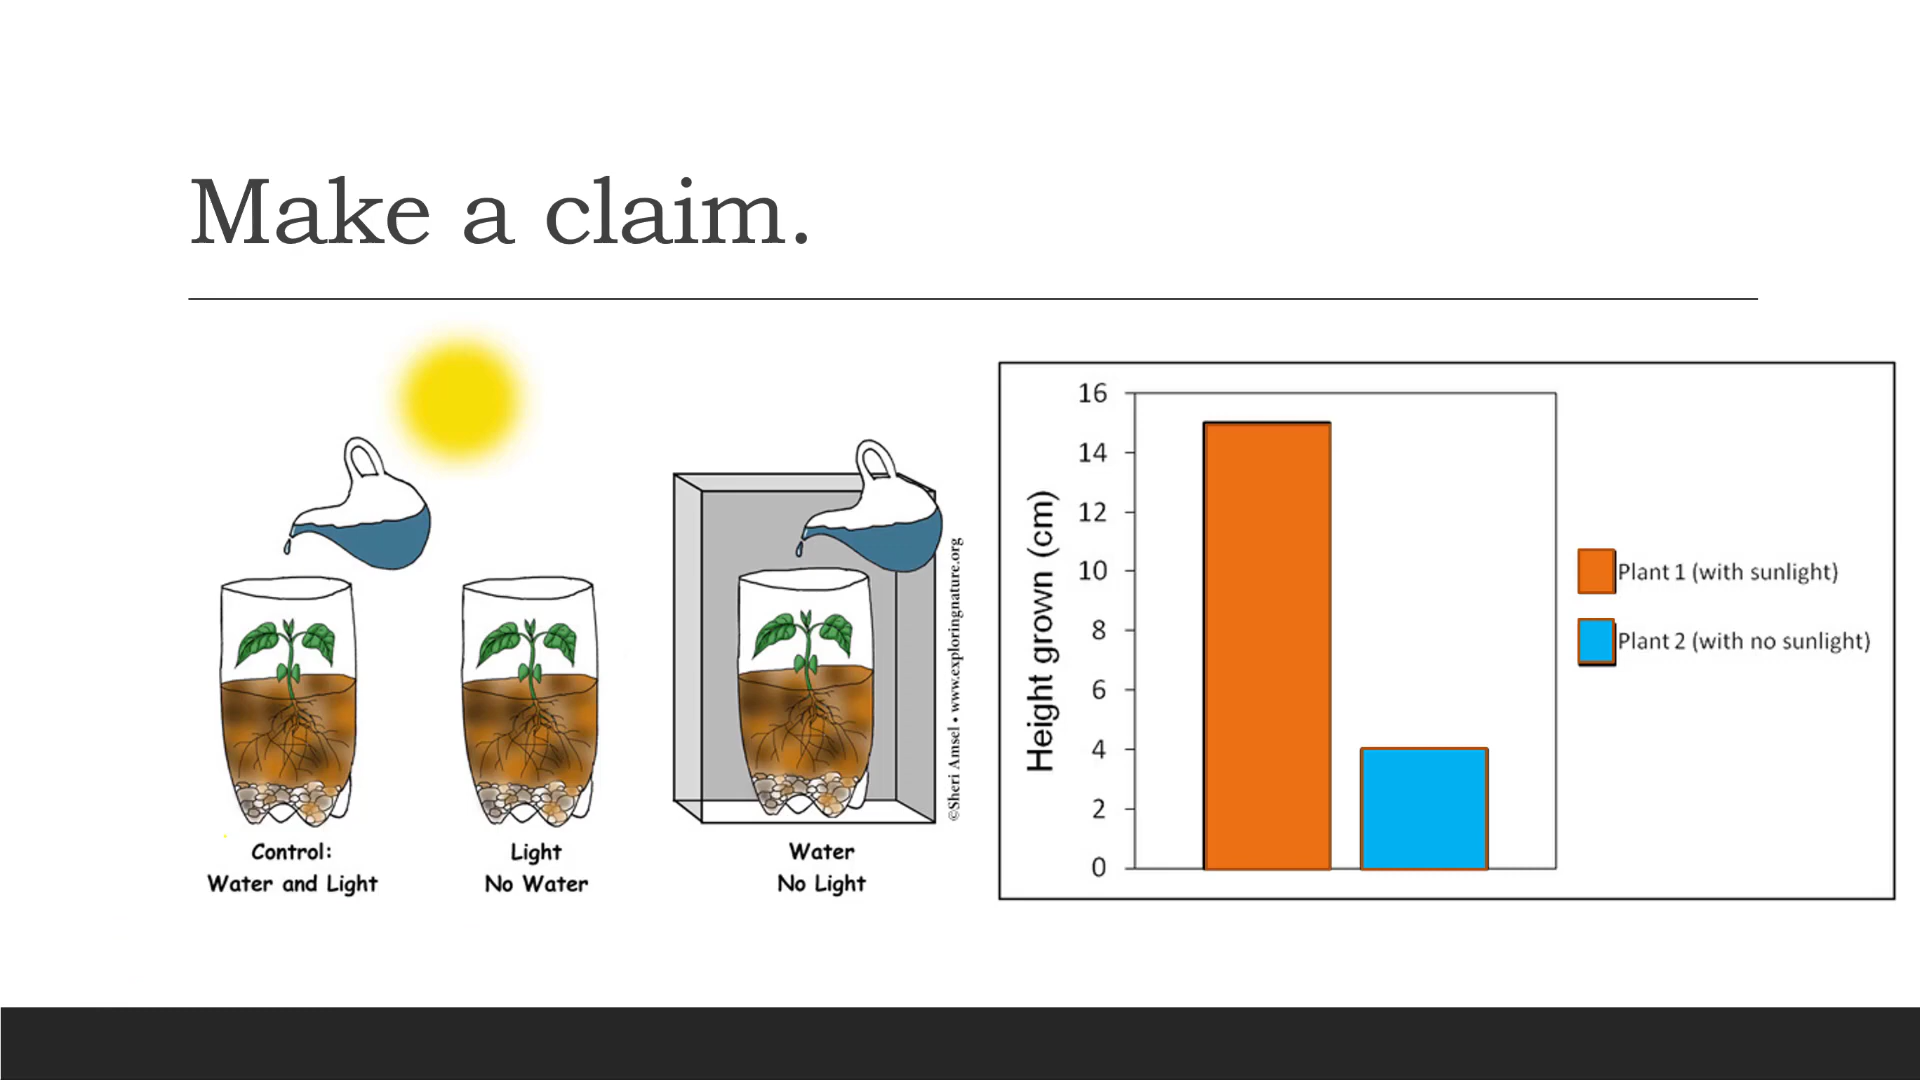 Make a claim.
Control:
Water and Light
Light
No Water
Water
No Light
©Sheri Amsel • www.exploringnature.org
Height grown (cm)
16
14
12
10
8
6
4
2
0
Plant 1 (with sunlight)
Plant 2 (with no sunlight)